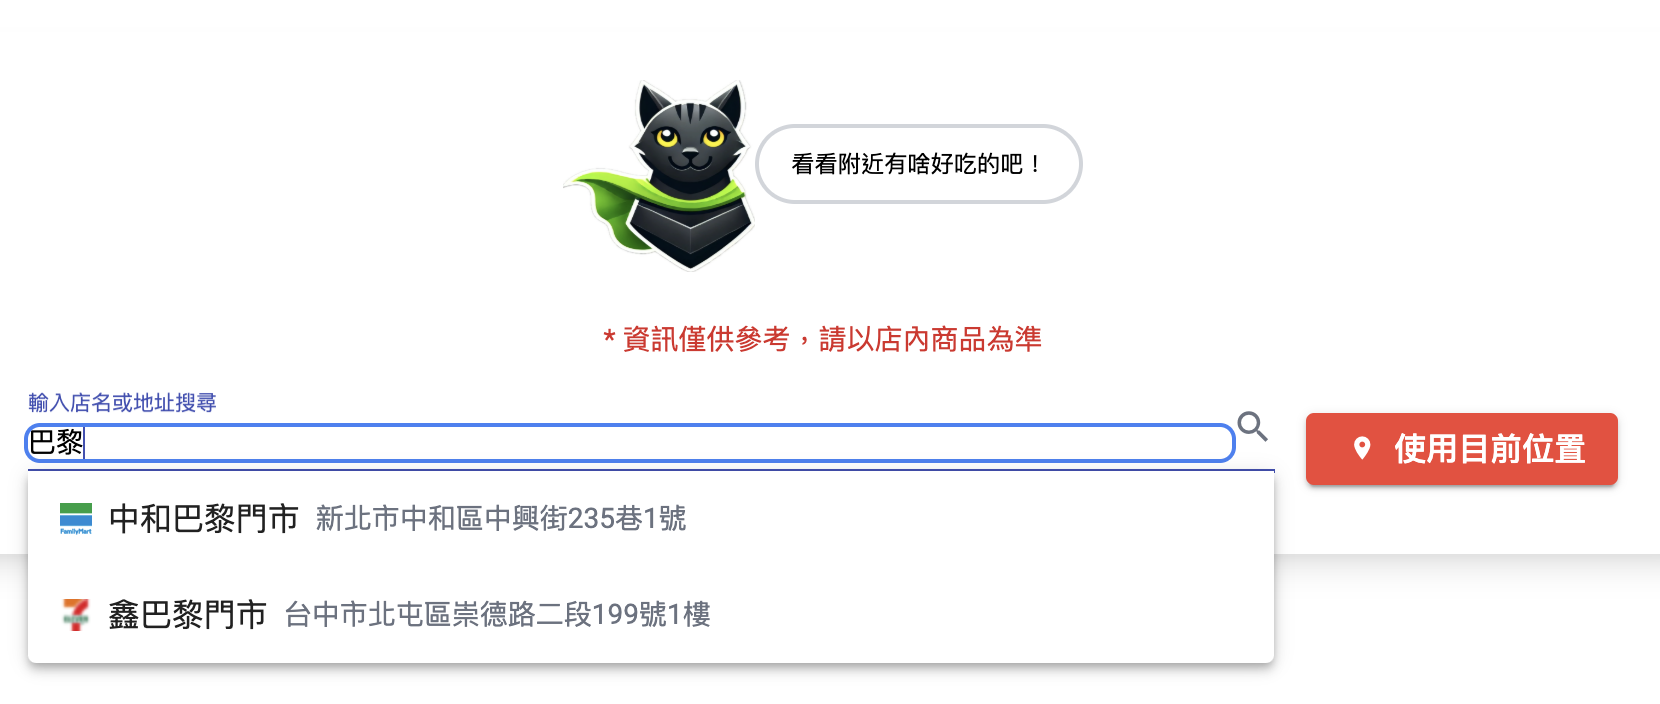 看看附近有啥好吃的吧！
* 資訊僅供參考，請以店內商品為準
輸入店名或地址搜尋
巴黎
使用目前位置
FamilyMart
中和巴黎門市 新北市中和區中興街235巷1號
鑫巴黎門市 台中市北屯區崇德路二段199號1樓